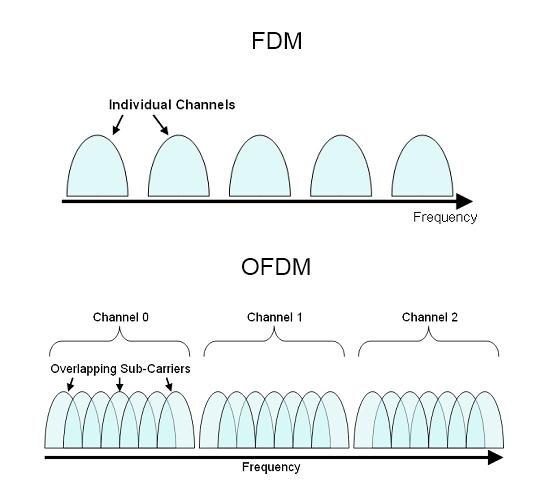 FDM
Individual Channels
Frequency
OFDM
Channel 0 Channel 1 Channel 2
Overlapping Sub-Carriers
Frequency